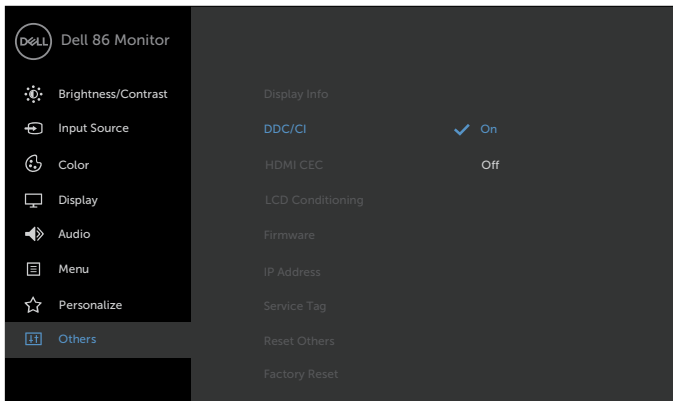 DELL
Dell 86 Monitor
Brightness/Contrast
Display Info
Input Source
DDC/CI
On
Color
HDMI CEC
Off
Display
LCD Conditioning
Audio
Firmware
Menu
IP Address
Personalize
Service Tag
Others
Reset Others
Factory Reset